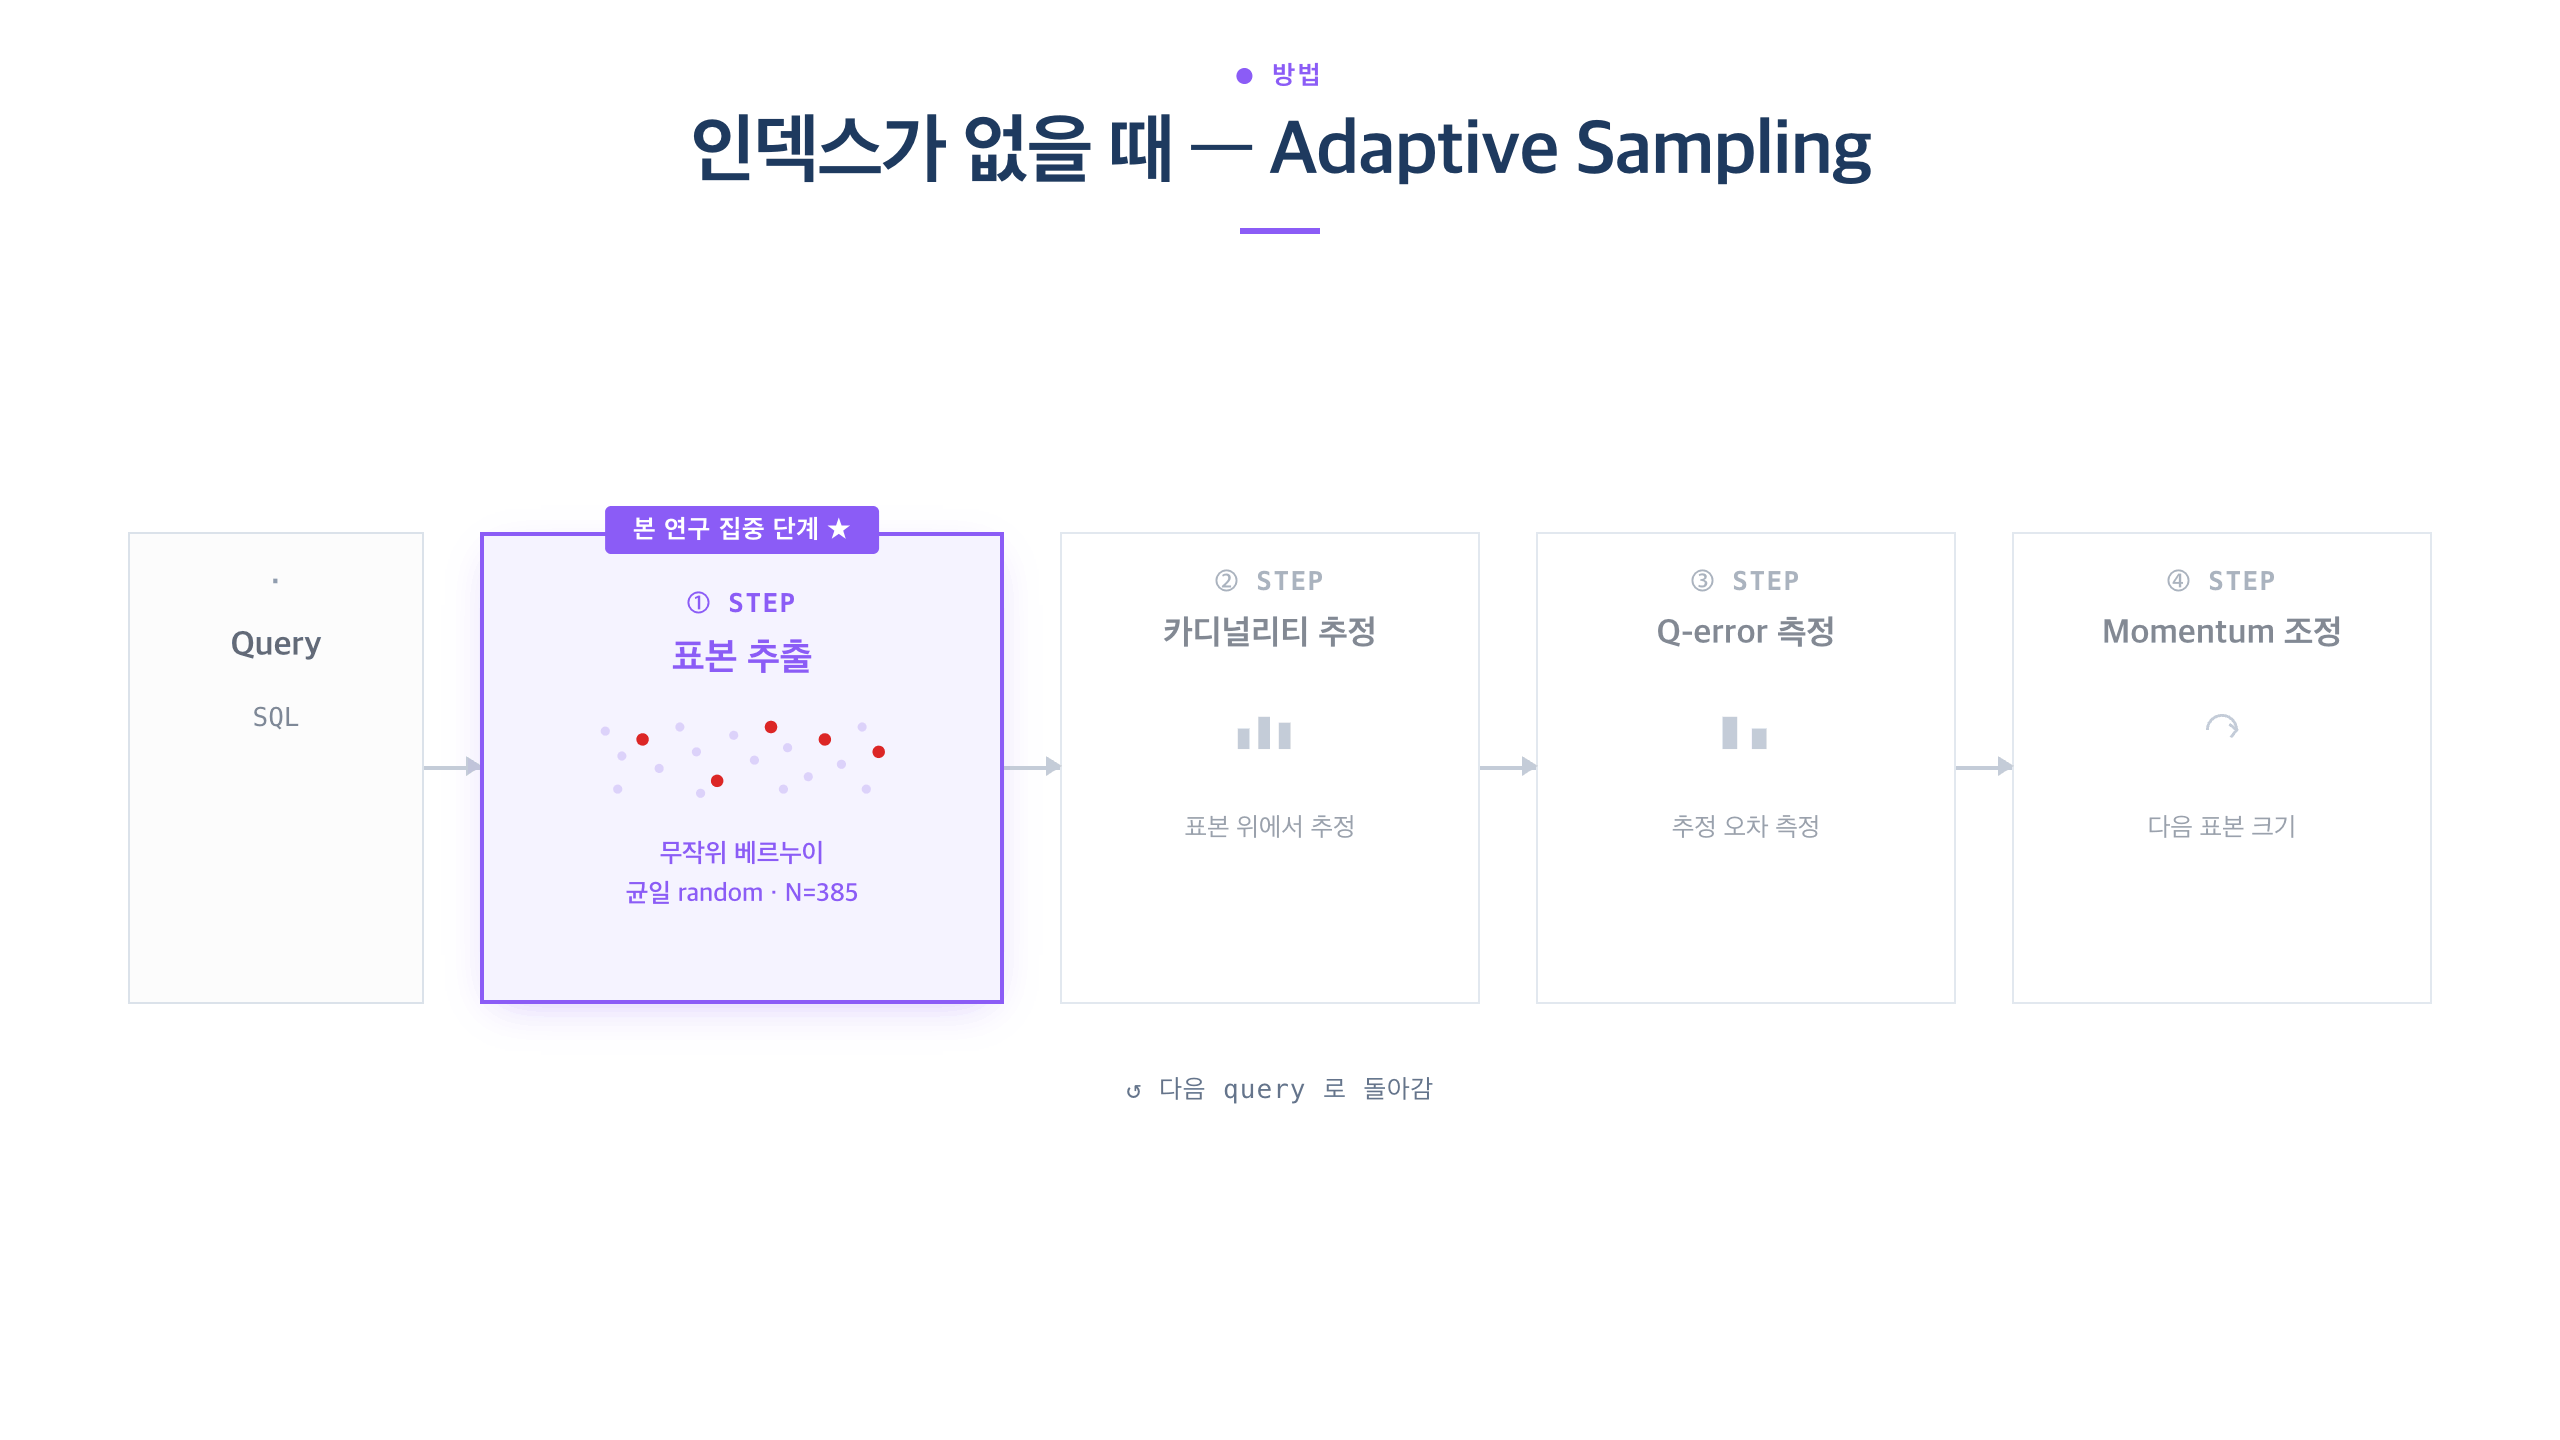 ● 방법
인덱스가 없을 때 — Adaptive Sampling
·
Query
SQL
본 연구 집중 단계 ★
① STEP
표본 추출
무작위 베르누이
균일 random · N=385
② STEP
카디널리티 추정
표본 위에서 추정
③ STEP
Q-error 측정
추정 오차 측정
④ STEP
Momentum 조정
다음 표본 크기
↺ 다음 query 로 돌아감